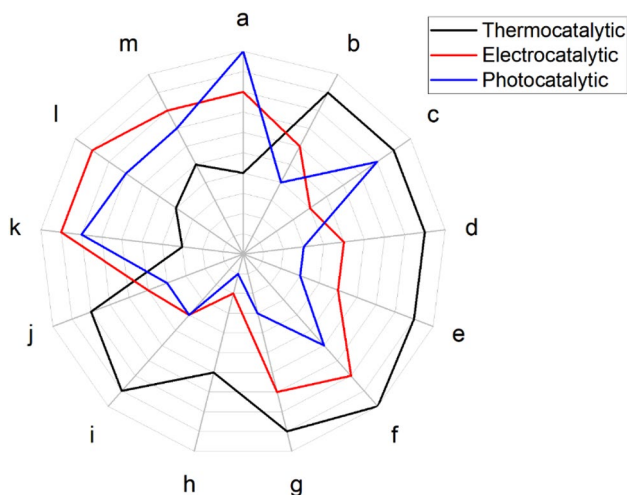 a
b
c
d
e
f
g
h
i
j
k
l
m
Thermocatalytic
Electrocatalytic
Photocatalytic